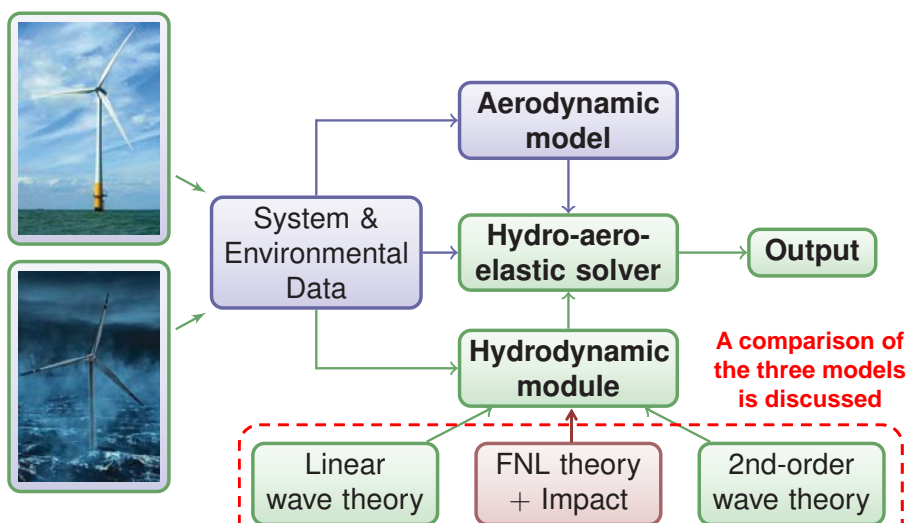 Aerodynamic
model
System &
Environmental
Data
Hydro-aero-
elastic solver
Output
Hydrodynamic
module
A comparison of
the three models
is discussed
Linear
wave theory
FNL theory
+ Impact
2nd-order
wave theory